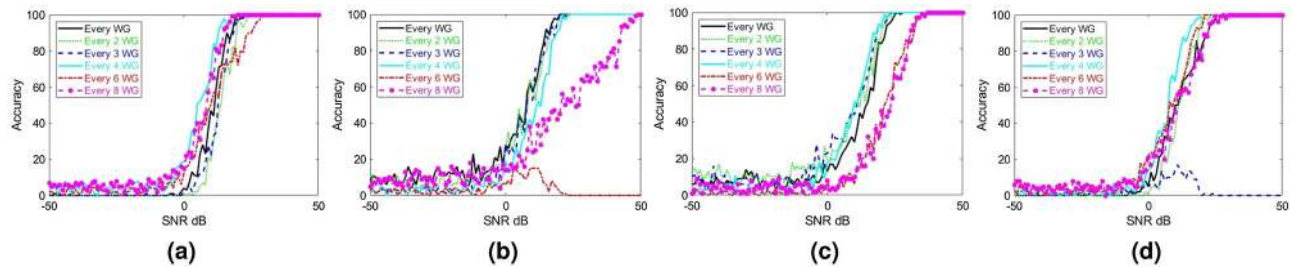 100
80
60
40
20
0
Accuracy
Every WG
Every 2 WG
Every 3 WG
Every 4 WG
Every 6 WG
Every 8 WG
-50 0 50
SNR dB
(a)
100
80
60
40
20
0
Accuracy
Every WG
Every 2 WG
Every 3 WG
Every 4 WG
Every 6 WG
Every 8 WG
-50 0 50
SNR dB
(b)
100
80
60
40
20
0
Accuracy
Every WG
Every 2 WG
Every 3 WG
Every 4 WG
Every 6 WG
Every 8 WG
-50 0 50
SNR dB
(c)
100
80
60
40
20
0
Accuracy
Every WG
Every 2 WG
Every 3 WG
Every 4 WG
Every 6 WG
Every 8 WG
-50 0 50
SNR dB
(d)